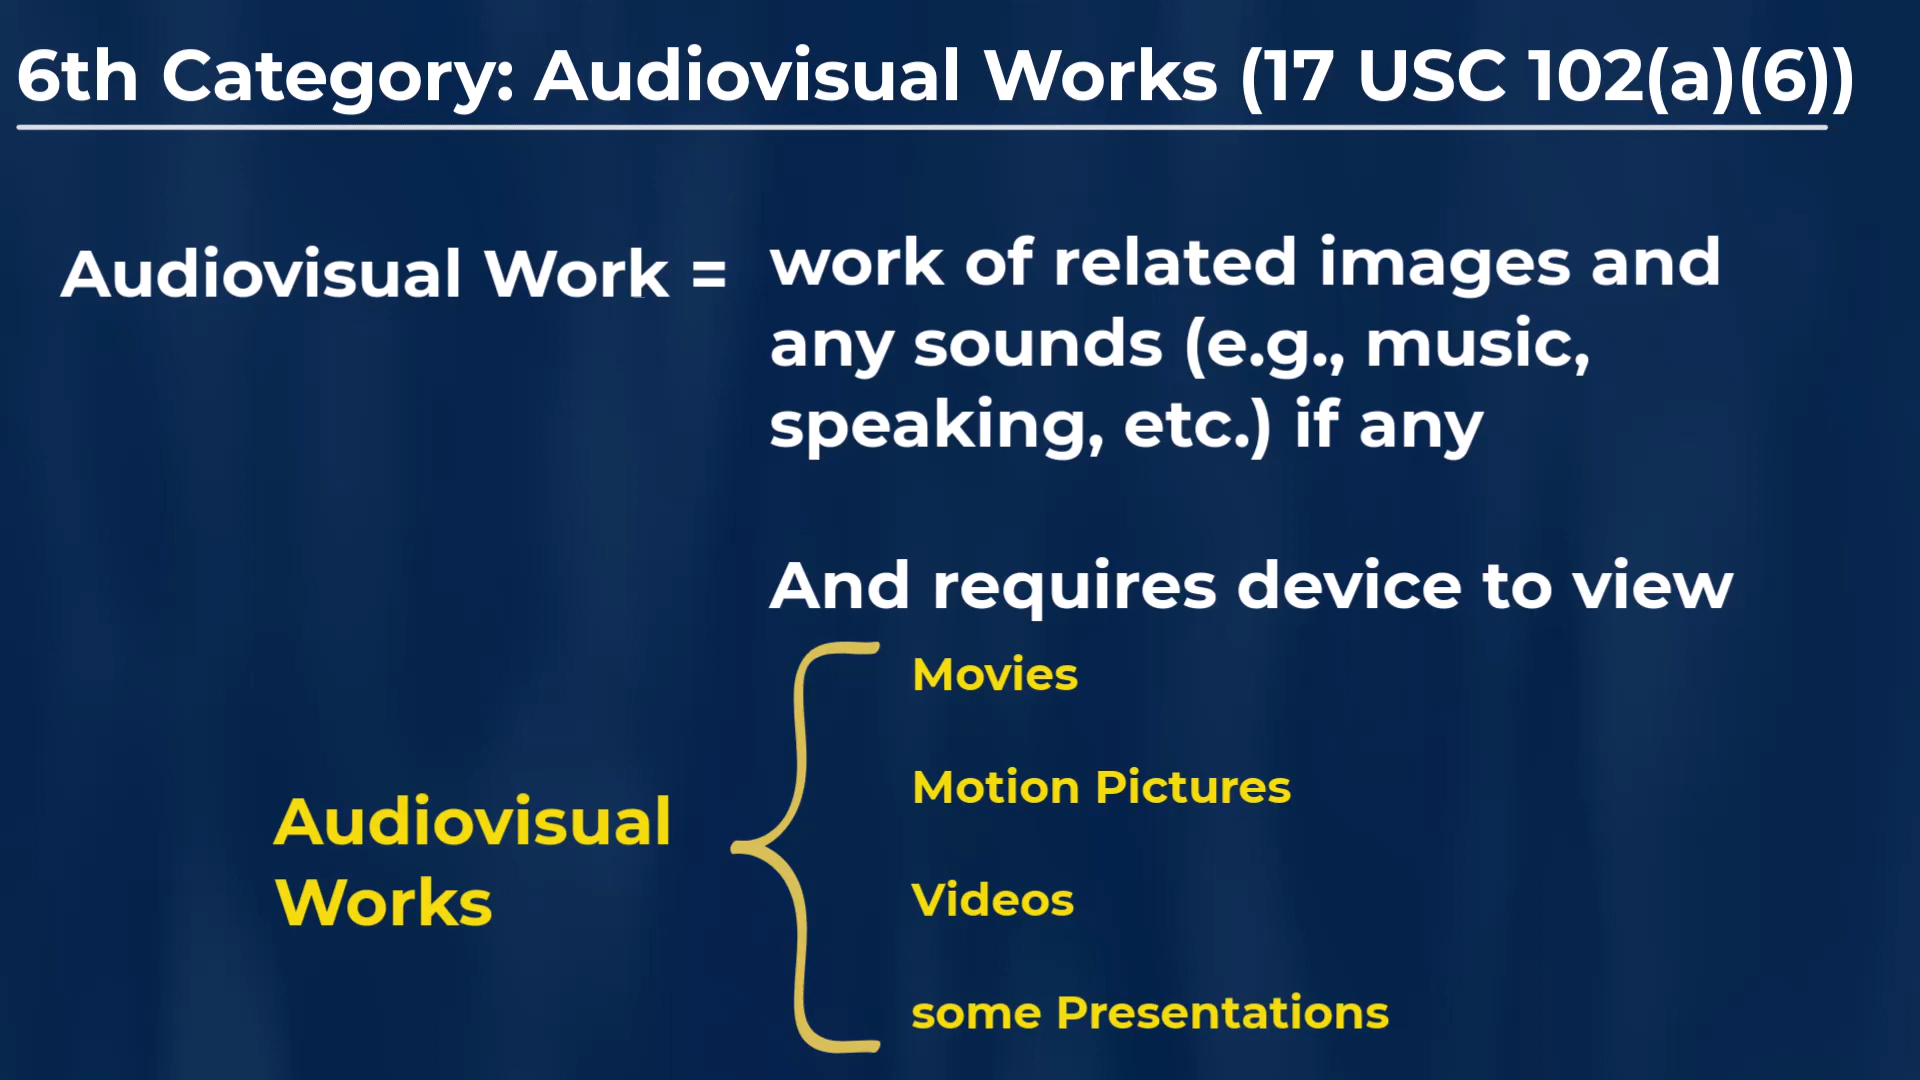 6th Category: Audiovisual Works (17 USC 102(a)(6))
Audiovisual Work =
work of related images and
any sounds (e.g., music,
speaking, etc.) if any
And requires device to view
Audiovisual
Works
Movies
Motion Pictures
Videos
some Presentations